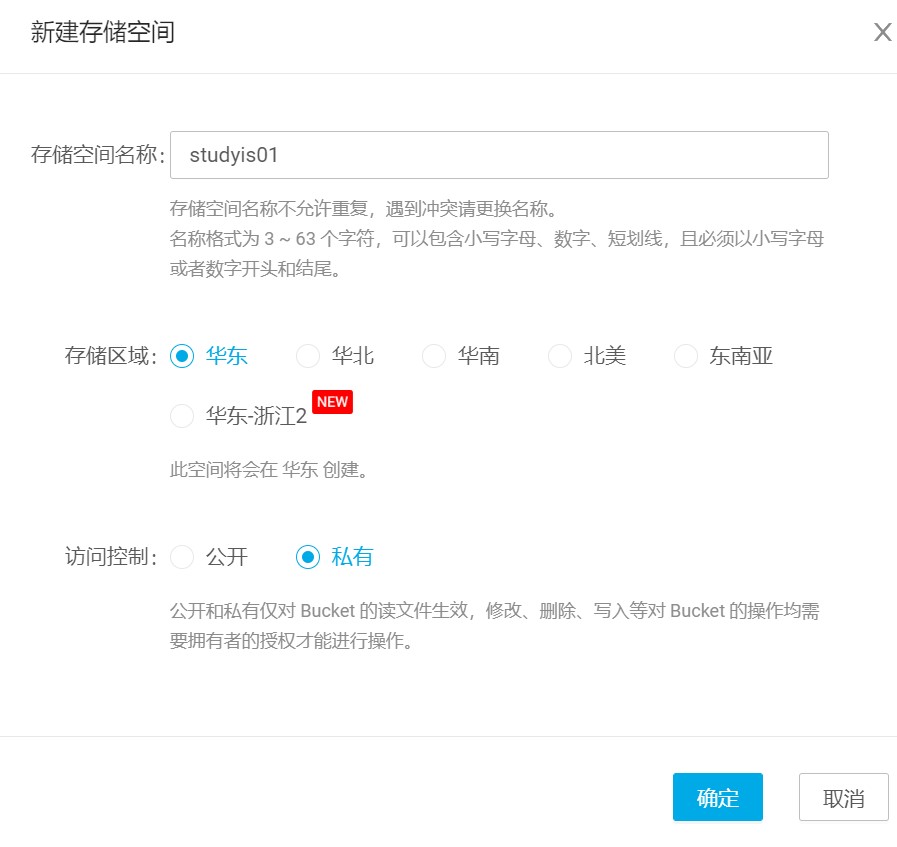 新建存储空间 X
存储空间名称: studyis01
存储空间名称不允许重复，遇到冲突请更换名称。
名称格式为 3 ~ 63 个字符，可以包含小写字母、数字、短划线，且必须以小写字母
或者数字开头和结尾。
存储区域: 华东 华北 华南 北美 东南亚
华东-浙江2 NEW
此空间将会在 华东 创建。
访问控制: 公开 私有
公开和私有仅对 Bucket 的读文件生效，修改、删除、写入等对 Bucket 的操作均需
要拥有者的授权才能进行操作。
确定 取消